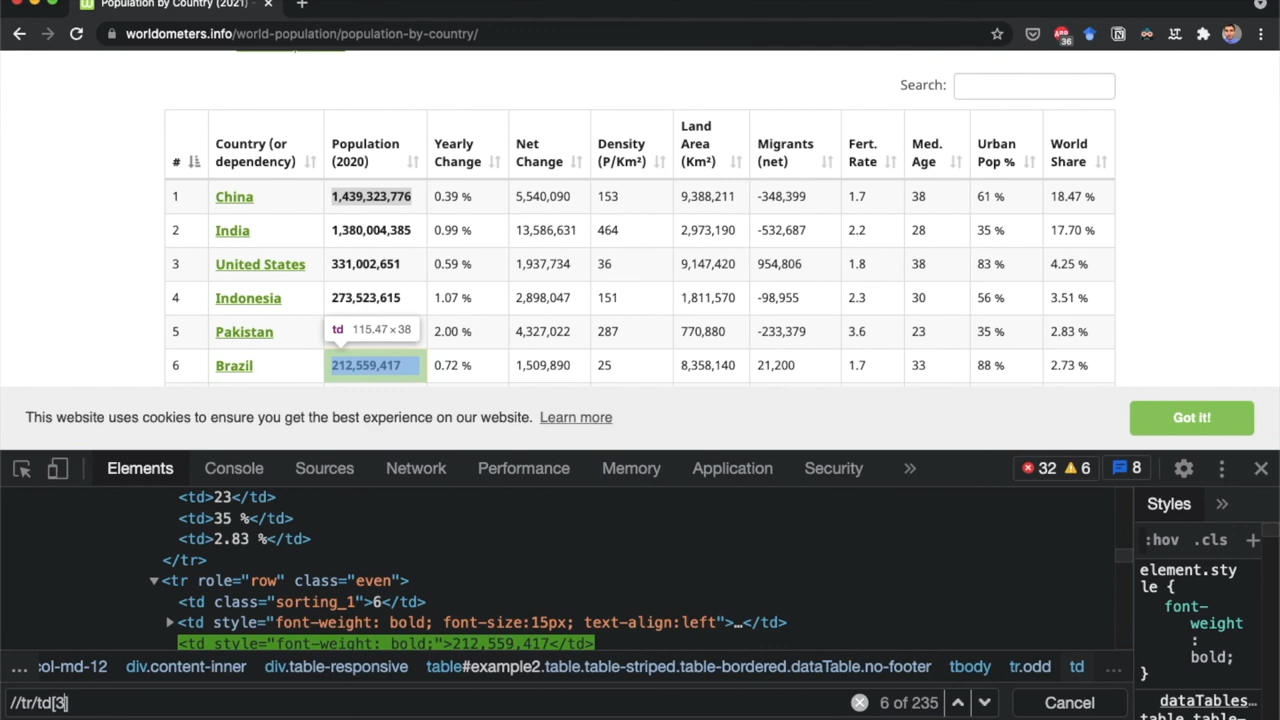 Population by Country (2021)
worldometers.info/world-population/population-by-country/
36
Search:
# Country (or dependency) Population (2020) Yearly Change Net Change Density (P/Km²) Land Area (Km²) Migrants (net) Fert. Rate Med. Age Urban Pop % World Share
1 China 1,439,323,776 0.39 % 5,540,090 153 9,388,211 -348,399 1.7 38 61 % 18.47 %
2 India 1,380,004,385 0.99 % 13,586,631 464 2,973,190 -532,687 2.2 28 35 % 17.70 %
3 United States 331,002,651 0.59 % 1,937,734 36 9,147,420 954,806 1.8 38 83 % 4.25 %
4 Indonesia 273,523,615 1.07 % 2,898,047 151 1,811,570 -98,955 2.3 30 56 % 3.51 %
5 Pakistan 2.00 % 4,327,022 287 770,880 -233,379 3.6 23 35 % 2.83 %
td 115.47×38
6 Brazil 212,559,417 0.72 % 1,509,890 25 8,358,140 21,200 1.7 33 88 % 2.73 %
This website uses cookies to ensure you get the best experience on our website. Learn more Got it!
Elements Console Sources Network Performance Memory Application Security » 32 6 8
<td>23</td>
<td>35 %</td>
<td>2.83 %</td>
</tr>
<tr role="row" class="even">
<td class="sorting_1">6</td>
<td style="font-weight: bold; font-size:15px; text-align:left">…</td>
<td style="font-weight: bold;">212,559,417</td>
Styles »
:hov .cls +
element.sty
le {
font-
weight
:
bold;
}
dataTables…
... col-md-12 div.content-inner div.table-responsive table#example2.table.table-striped.table-bordered.dataTable.no-footer tbody tr.odd td ...
//tr/td[3] 6 of 235 Cancel